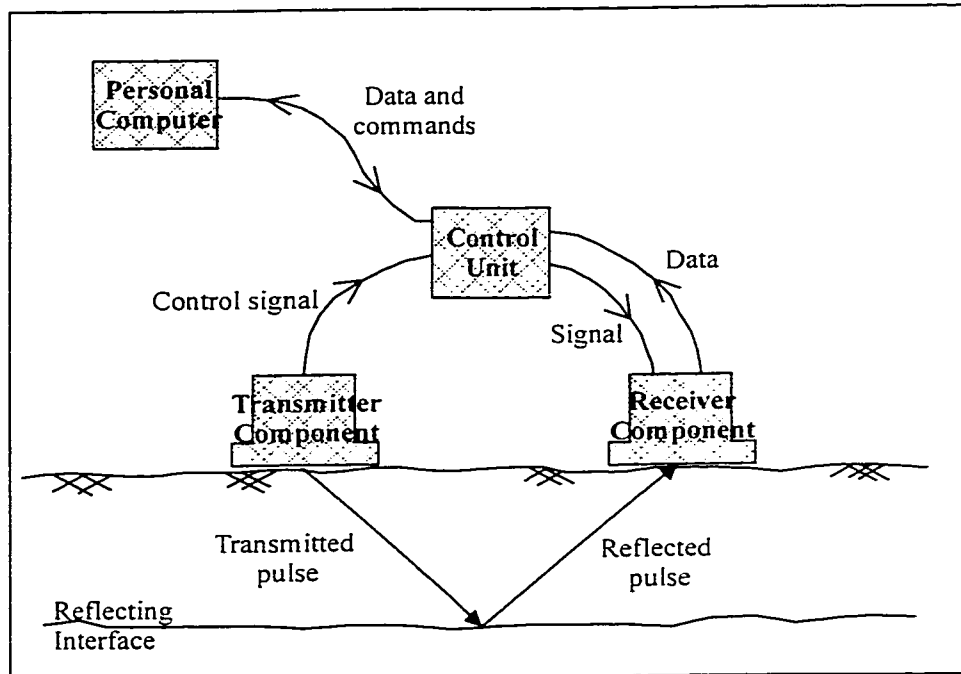 Personal
Computer
Data and
commands
Control
Unit
Data
Control signal
Signal
Transmitter
Component
Receiver
Component
Transmitted
pulse
Reflected
pulse
Reflecting
Interface